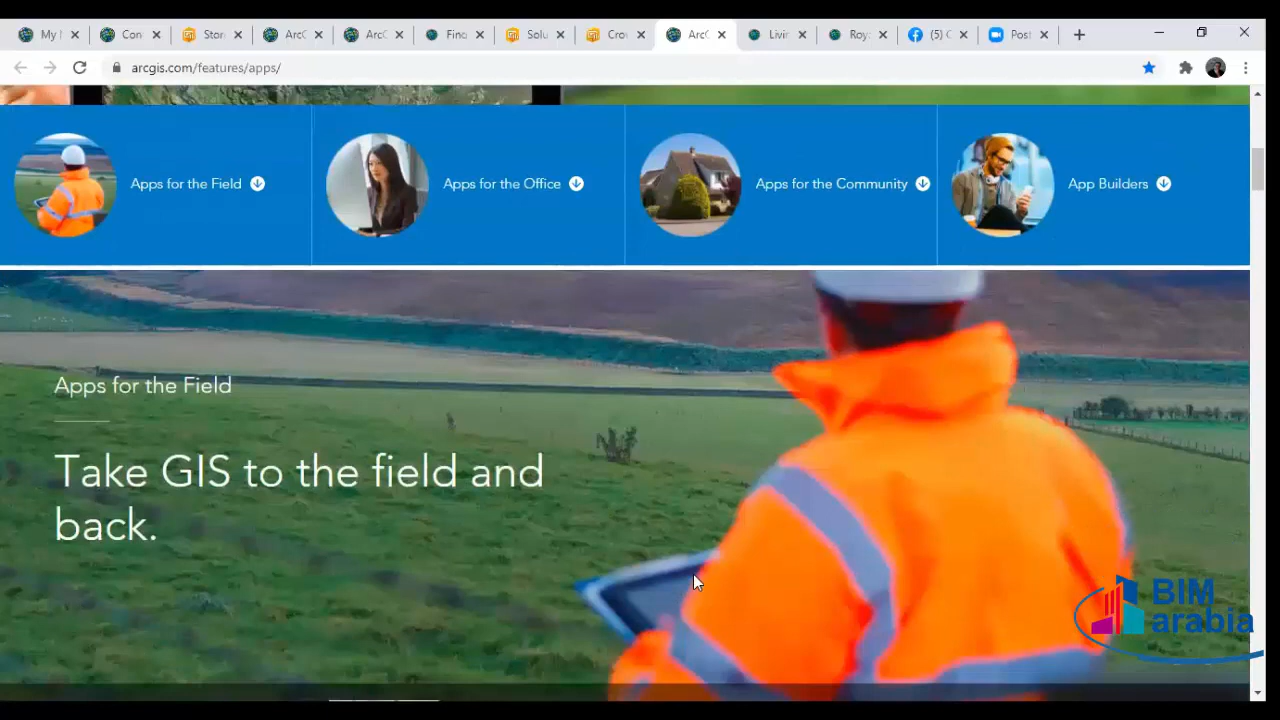 My
Con
Stor
ArcG
ArcG
Finc
Solu
Cro
ArcG
Livin
Roy
(5) C
Post
arcgis.com/features/apps/
Apps for the Field
Apps for the Office
Apps for the Community
App Builders
Apps for the Field
Take GIS to the field and
back.
BIM
arabia